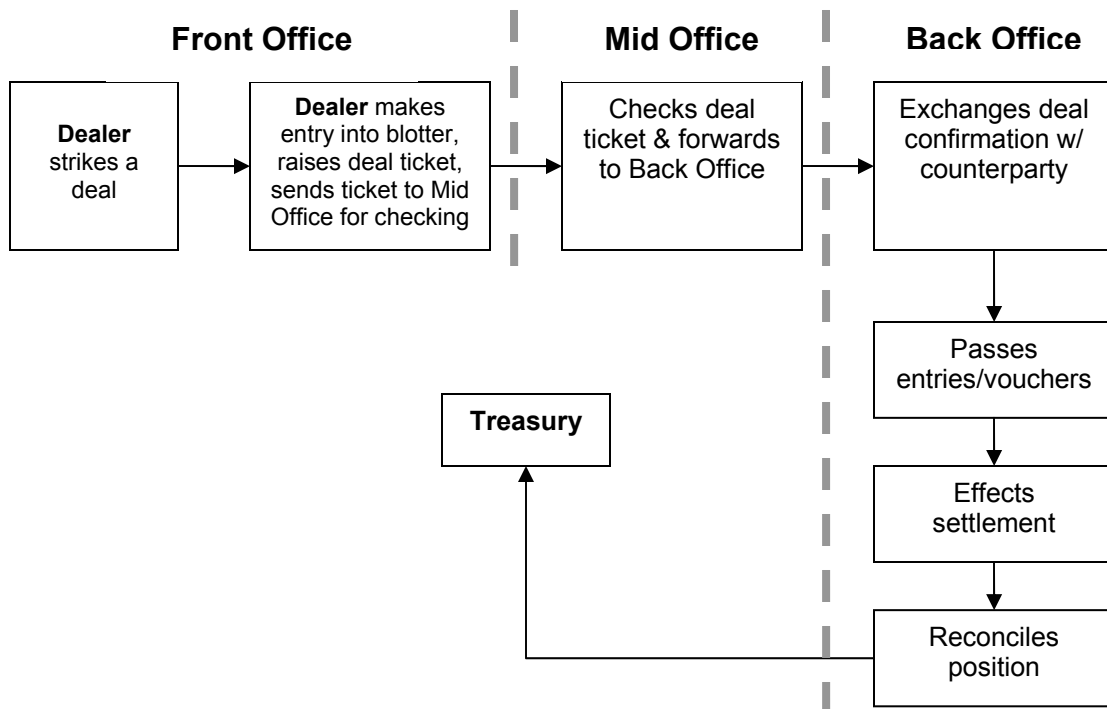 Front Office
Mid Office
Back Office
Dealer
strikes a
deal
Dealer makes
entry into blotter,
raises deal ticket,
sends ticket to Mid
Office for checking
Checks deal
ticket & forwards
to Back Office
Exchanges deal
confirmation w/
counterparty
Passes
entries/vouchers
Treasury
Effects
settlement
Reconciles
position